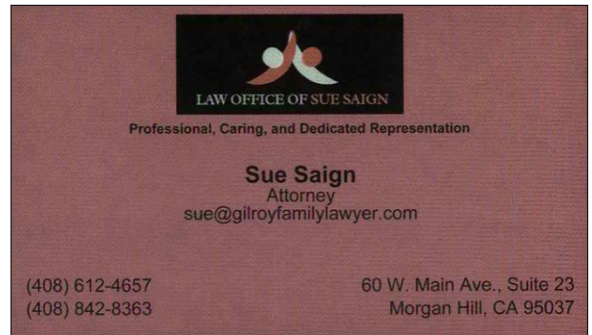 LAW OFFICE OF SUE SAIGN
Professional, Caring, and Dedicated Representation
Sue Saign
Attorney
sue@gilroyfamilylawyer.com
(408) 612-4657
60 W. Main Ave., Suite 23
(408) 842-8363
Morgan Hill, CA 95037